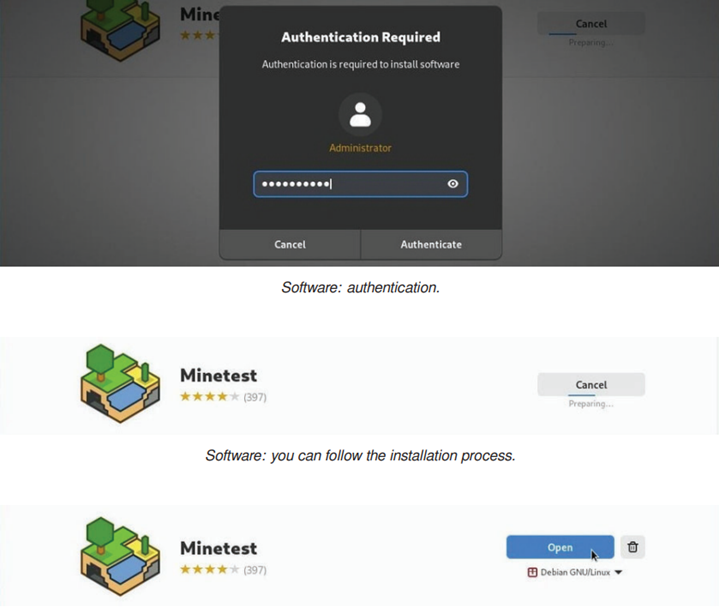 Mine
Cancel
Preparing...
Authentication Required
Authentication is required to install software
Administrator
Cancel
Authenticate
Software: authentication.
Minetest
(397)
Cancel
Preparing...
Software: you can follow the installation process.
Minetest
(397)
Open
Debian GNU/Linux